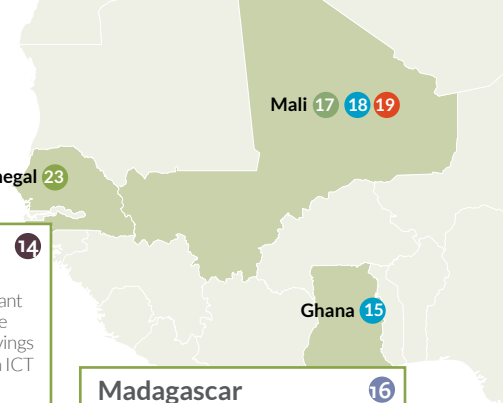 Mali 17 18 19
negal 23
14
ant
e
vings
ICT
Ghana 15
Madagascar 16